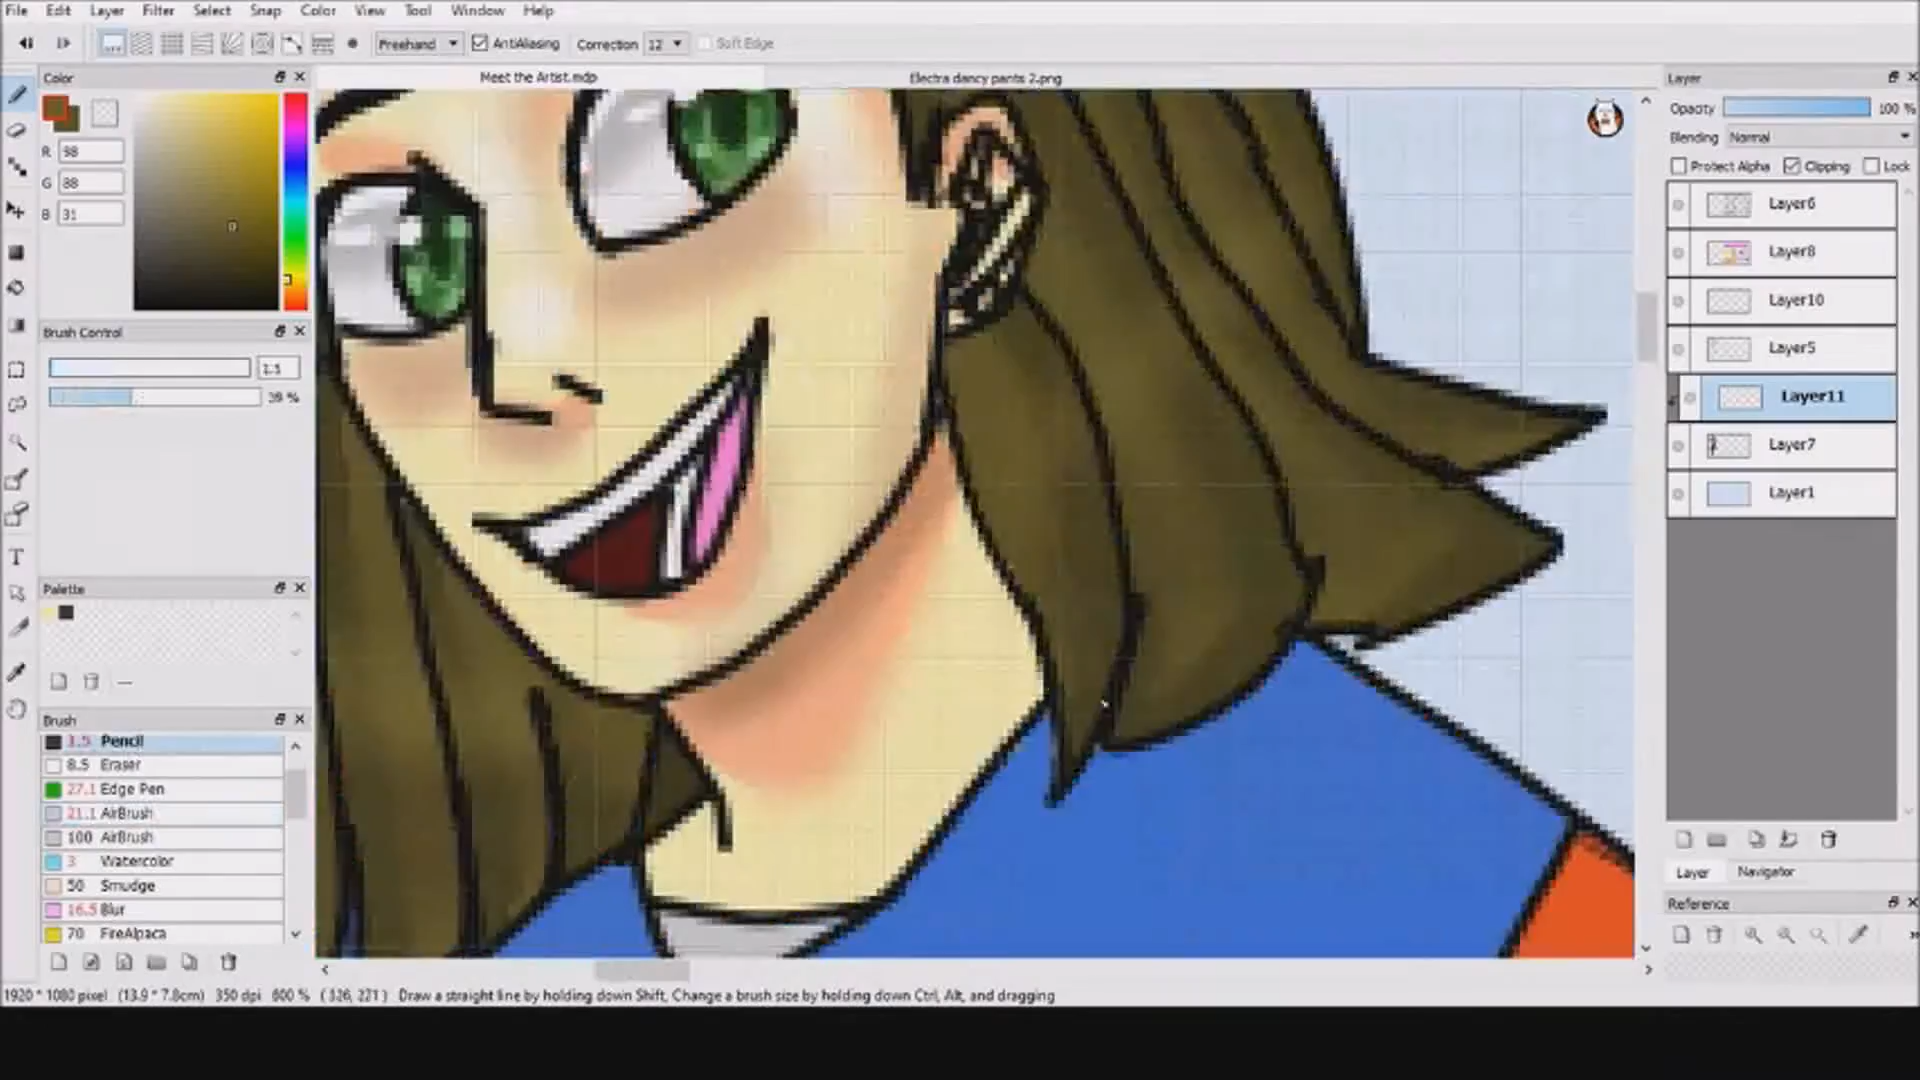 File Edit Layer Filter Select Snap Color View Tool Window Help
Freehand AntiAliasing Correction 12 Soft Edge
Color
Meet the Artist.mdp
Electra dancy pants 2.png
Layer
Opacity 100 %
Blending Normal
Protect Alpha Clipping Lock
R 98
G 88
B 31
Layer6
Layer8
Layer10
Layer5
Layer11
Layer7
Layer1
Brush Control
1.5
39 %
Palette
Brush
1.5 Pencil
8.5 Eraser
27.1 Edge Pen
21.1 AirBrush
100 AirBrush
3 Watercolor
50 Smudge
16.5 Blur
70 FireAlpaca
Layer Navigator
Reference
1920 * 1080 pixel (13.9 * 7.8cm) 350 dpi 600 % ( 326, 221 ) Draw a straight line by holding down Shift, Change a brush size by holding down Ctrl, Alt, and dragging